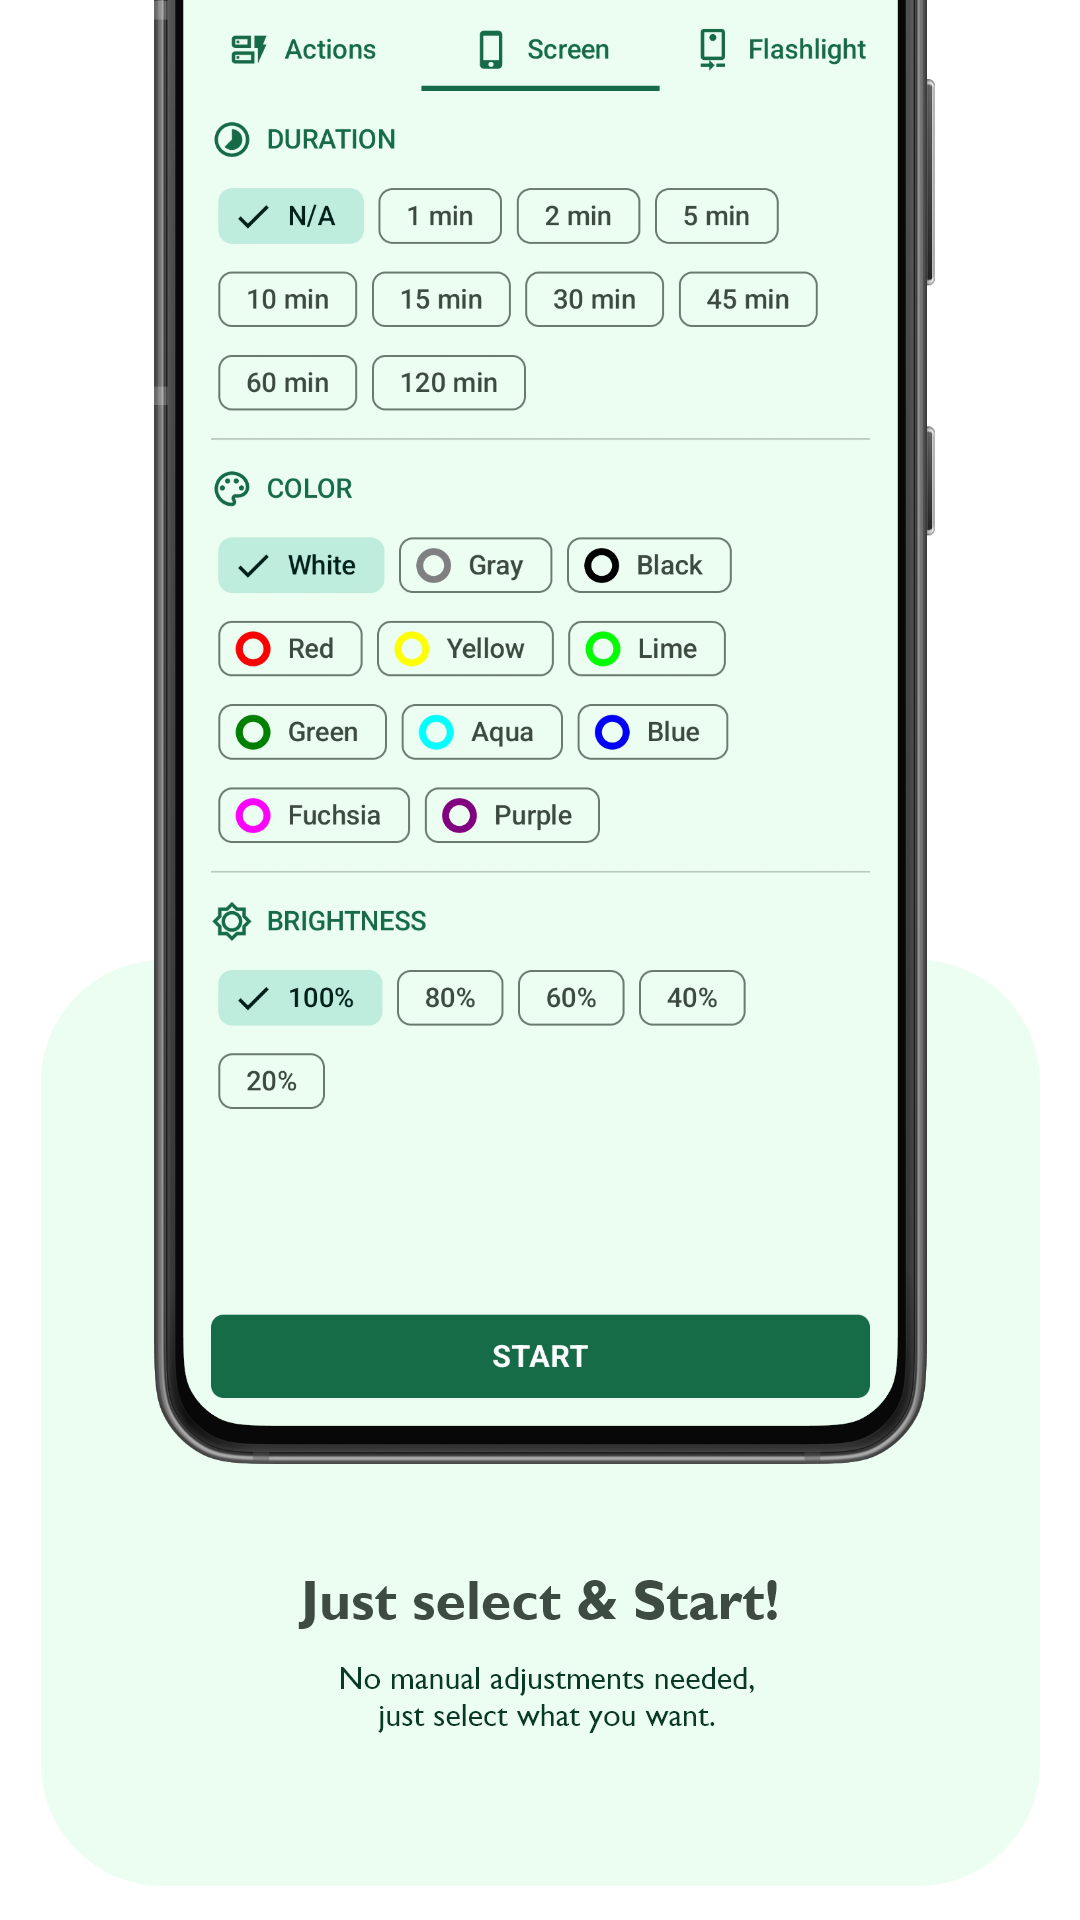 Actions Screen Flashlight
DURATION
N/A 1 min 2 min 5 min
10 min 15 min 30 min 45 min
60 min 120 min
COLOR
White Gray Black
Red Yellow Lime
Green Aqua Blue
Fuchsia Purple
BRIGHTNESS
100% 80% 60% 40%
20%
START
Just select & Start!
No manual adjustments needed,
just select what you want.